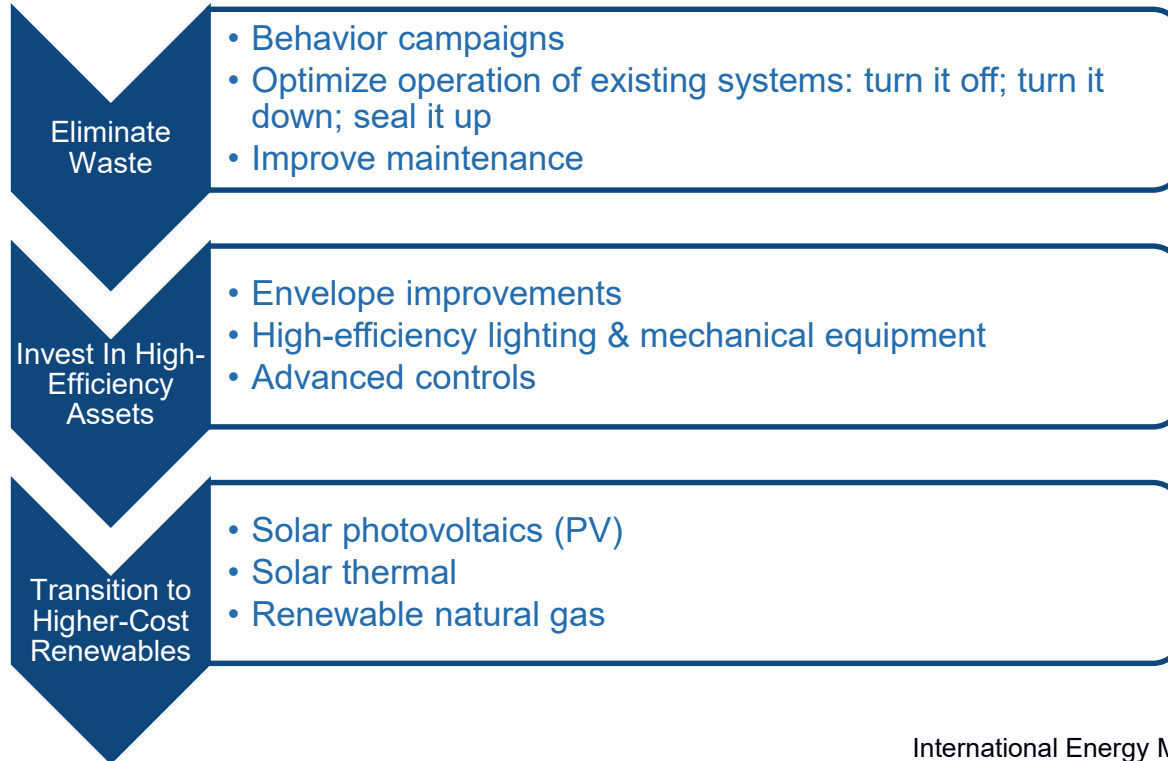 Eliminate
Waste
• Behavior campaigns
• Optimize operation of existing systems: turn it off; turn it
down; seal it up
• Improve maintenance
Invest In High-
Efficiency
Assets
• Envelope improvements
• High-efficiency lighting & mechanical equipment
• Advanced controls
Transition to
Higher-Cost
Renewables
• Solar photovoltaics (PV)
• Solar thermal
• Renewable natural gas
International Energy